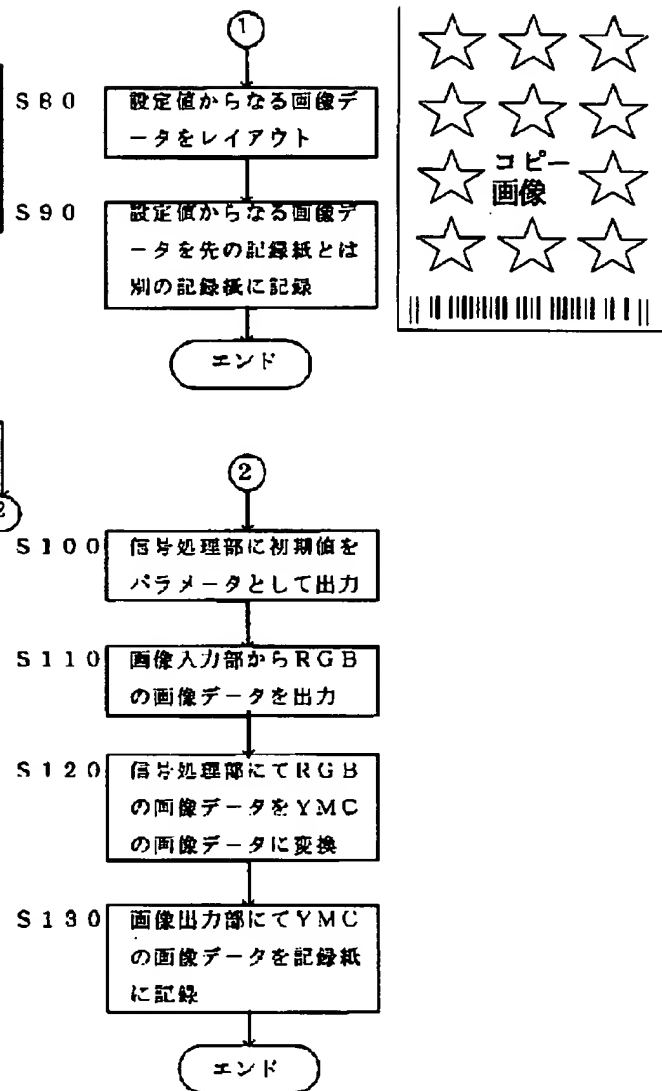 1
S80
設定値からなる画像デ
ータをレイアウト
S90
設定値からなる画像デ
ータを先の記録紙とは
別の記録紙に記録
エンド
コピー
画像
2
2
S100
信号処理部に初期値を
パラメータとして出力
S110
画像入力部からRGB
の画像データを出力
S120
信号処理部にてRGB
の画像データをYMC
の画像データに変換
S130
画像出力部にてYMC
の画像データを記録紙
に記録
エンド